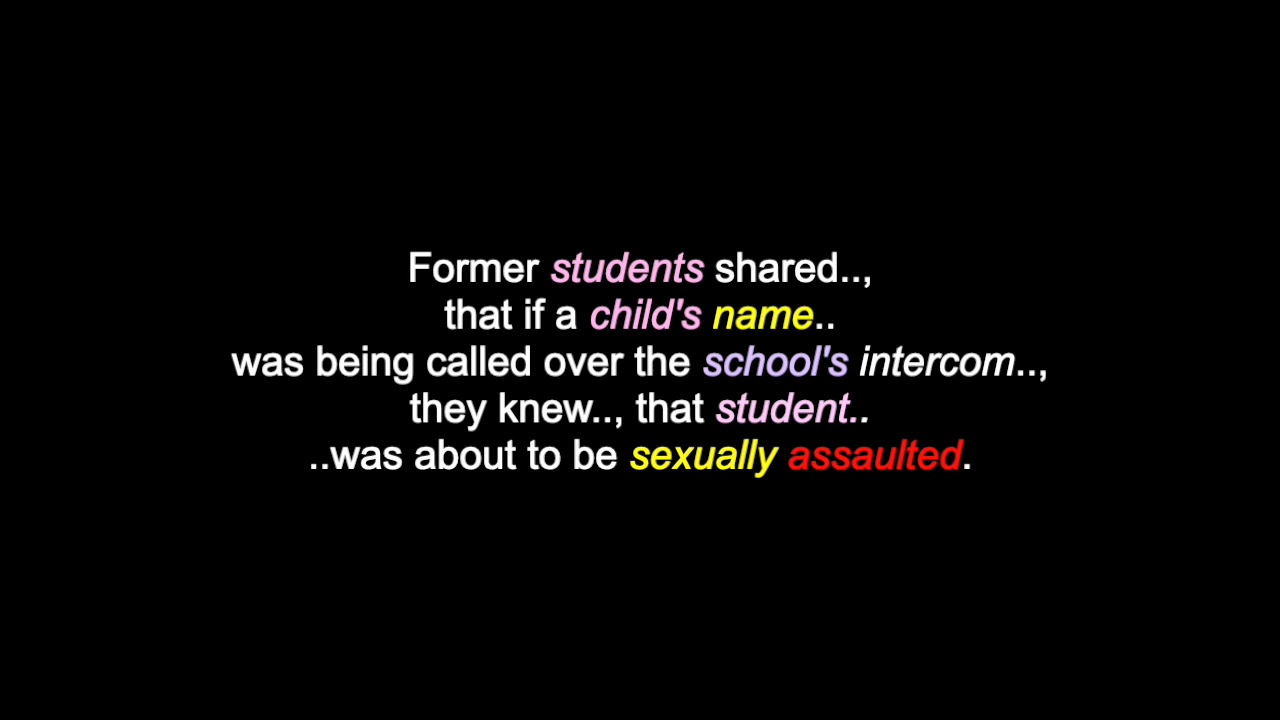 Former students shared..,
that if a child's name..
was being called over the school's intercom..,
they knew.., that student..
..was about to be sexually assaulted.